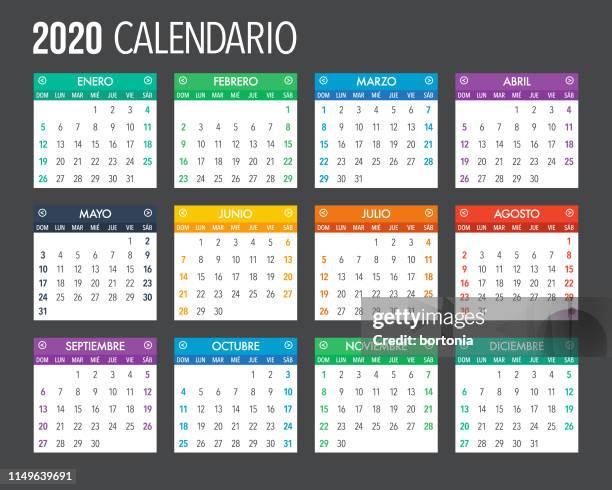 2020 CALENDARIO
ENERO FEBRERO MARZO ABRIL
DOM LUN MAR MIÉ JUE VIE SÁB DOM LUN MAR MIÉ JUE VIE SÁB DOM LUN MAR MIÉ JUE VIE SÁB DOM LUN MAR MIÉ JUE VIE SÁB
1 2 3 4 1 1 2 3 4 5 6 7 1 2 3 4
5 6 7 8 9 10 11 2 3 4 5 6 7 8 8 9 10 11 12 13 14 5 6 7 8 9 10 11
12 13 14 15 16 17 18 9 10 11 12 13 14 15 15 16 17 18 19 20 21 12 13 14 15 16 17 18
19 20 21 22 23 24 25 16 17 18 19 20 21 22 22 23 24 25 26 27 28 19 20 21 22 23 24 25
26 27 28 29 30 31 23 24 25 26 27 28 29 29 30 31 26 27 28 29 30
MAYO JUNIO JULIO AGOSTO
DOM LUN MAR MIÉ JUE VIE SÁB DOM LUN MAR MIÉ JUE VIE SÁB DOM LUN MAR MIÉ JUE VIE SÁB DOM LUN MAR MIÉ JUE VIE SÁB
1 2 1 2 3 4 5 6 1 2 3 4 1
3 4 5 6 7 8 9 7 8 9 10 11 12 13 5 6 7 8 9 10 11 2 3 4 5 6 7 8
10 11 12 13 14 15 16 14 15 16 17 18 19 20 12 13 14 15 16 17 18 9 10 11 12 13 14 15
17 18 19 20 21 22 23 21 22 23 24 25 26 27 19 20 21 22 23 24 25 16 17 18 19 20 21 22
24 25 26 27 28 29 30 28 29 30 26 27 28 29 30 31 23 24 25 26 27 28 29
31 30 31
gettyimages
Credit: bortonia
SEPTIEMBRE OCTUBRE NOVIEMBRE DICIEMBRE
DOM LUN MAR MIÉ JUE VIE SÁB DOM LUN MAR MIÉ JUE VIE SÁB DOM LUN MAR MIÉ JUE VIE SÁB DOM LUN MAR MIÉ JUE VIE SÁB
1 2 3 4 5 1 2 3 1 2 3 4 5 6 7 1 2 3 4 5
6 7 8 9 10 11 12 4 5 6 7 8 9 10 8 9 10 11 12 13 14 6 7 8 9 10 11 12
13 14 15 16 17 18 19 11 12 13 14 15 16 17 15 16 17 18 19 20 21 13 14 15 16 17 18 19
20 21 22 23 24 25 26 18 19 20 21 22 23 24 22 23 24 25 26 27 28 20 21 22 23 24 25 26
27 28 29 30 25 26 27 28 29 30 31 29 30 27 28 29 30 31
1149639691